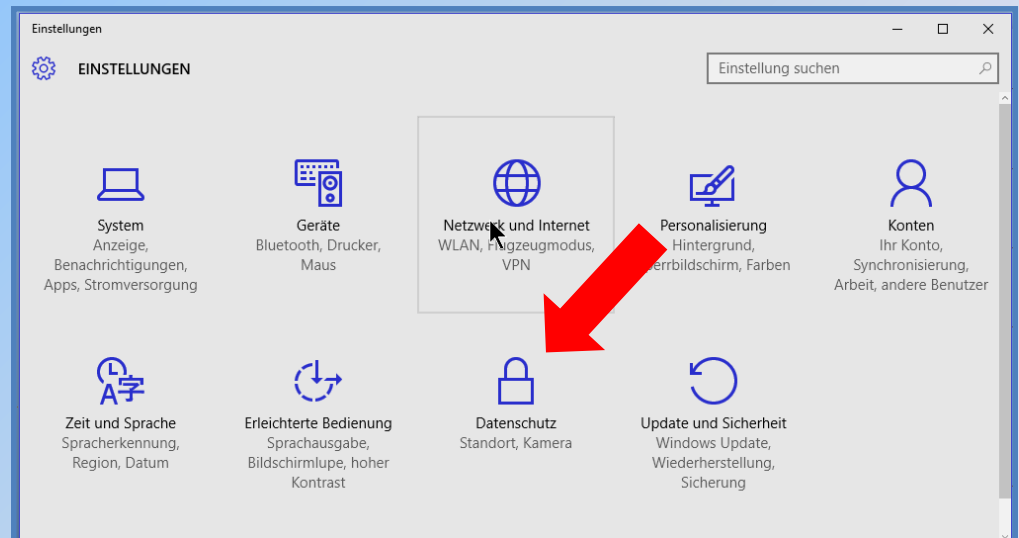 Einstellungen
EINSTELLUNGEN
Einstellung suchen
System
Anzeige,
Benachrichtigungen,
Apps, Stromversorgung
Geräte
Bluetooth, Drucker,
Maus
Netzwerk und Internet
WLAN, Flugzeugmodus,
VPN
Personalisierung
Hintergrund,
Farben
Konten
Ihr Konto,
Synchronisierung,
Arbeit, andere Benutzer
Zeit und Sprache
Spracherkennung,
Region, Datum
Erleichterte Bedienung
Sprachausgabe,
Bildschirmlupe, hoher
Kontrast
Datenschutz
Standort, Kamera
Update und Sicherheit
Windows Update,
Wiederherstellung,
Sicherung